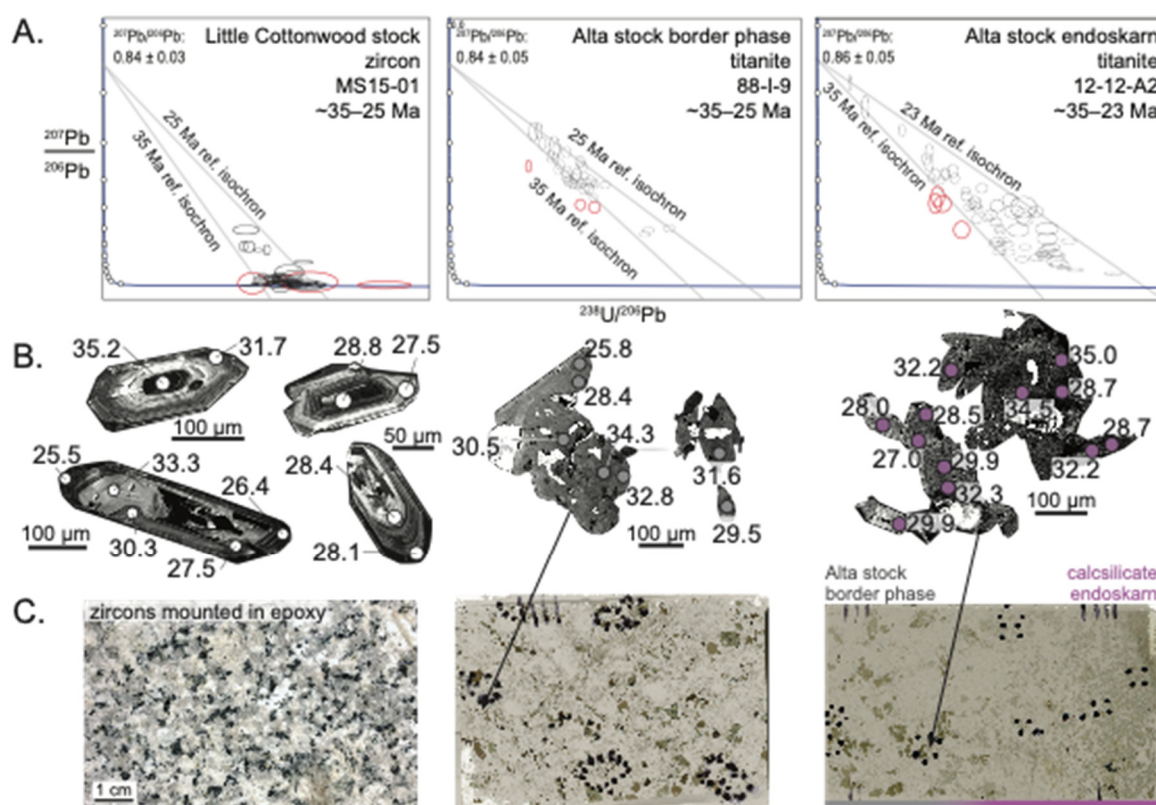 A.
²⁰⁷Pb/²⁰⁶Pb:
0.84 ± 0.03
Little Cottonwood stock
zircon
MS15-01
~35–25 Ma
25 Ma ref. isochron
35 Ma ref. isochron
²⁰⁷Pb/²⁰⁶Pb:
0.84 ± 0.05
Alta stock border phase
titanite
88-I-9
~35–25 Ma
25 Ma ref. isochron
35 Ma ref. isochron
²⁰⁷Pb/²⁰⁶Pb:
0.86 ± 0.05
Alta stock endoskarn
titanite
12-12-A2
~35–23 Ma
23 Ma ref. isochron
35 Ma ref. isochron
²⁰⁷Pb
²⁰⁶Pb
²³⁸U/²⁰⁶Pb
B.
35.2
31.7
100 µm
28.8
27.5
50 µm
25.5
33.3
26.4
100 µm
30.3
27.5
28.4
28.1
25.8
28.4
30.5
34.3
32.8
100 µm
31.6
29.5
32.2
35.0
28.7
34.5
28.0
28.5
28.7
27.0
29.9
32.2
32.3
100 µm
29.9
C.
zircons mounted in epoxy
1 cm
Alta stock
border phase
calcsilicate
endoskarn